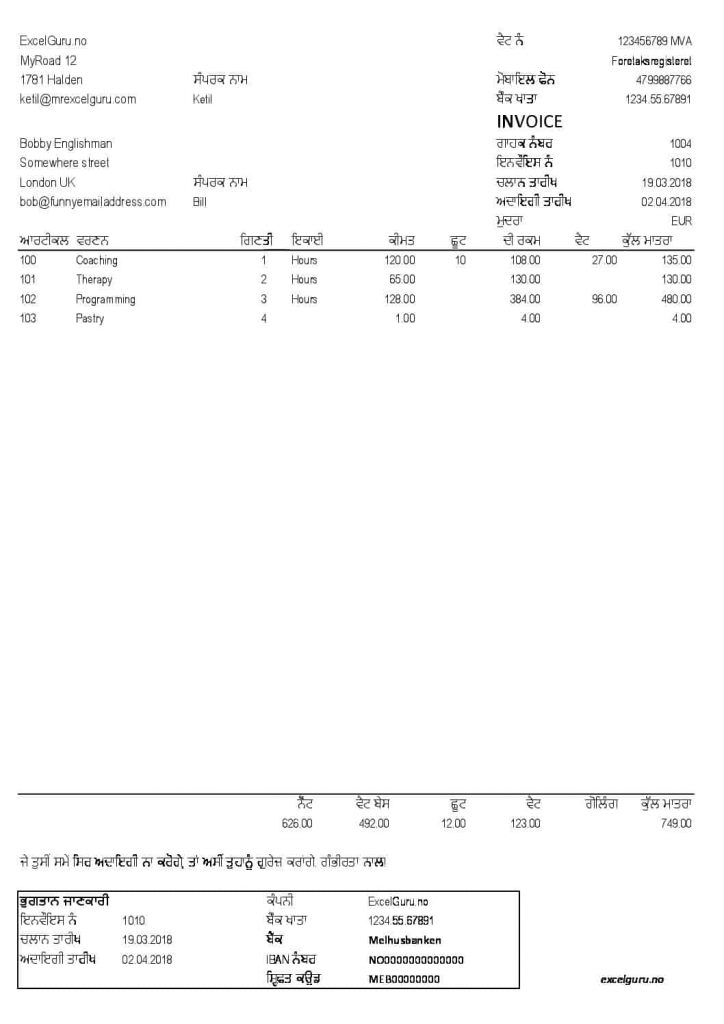 ExcelGuru.no ਵੈਟ ਨੰ 123456789 MVA
MyRoad 12 Foretaksregisteret
1781 Halden ਸੰਪਰਕ ਨਾਮ ਮੋਬਾਇਲ ਫੋਨ 4799887766
ketil@mrexcelguru.com Ketil ਬੈਂਕ ਖਾਤਾ 1234.55.67891
INVOICE
Bobby Englishman ਗਾਹਕ ਨੰਬਰ 1004
Somewhere street ਇਨਵੌਇਸ ਨੰ 1010
London UK ਸੰਪਰਕ ਨਾਮ ਚਲਾਨ ਤਾਰੀਖ 19.03.2018
bob@funnyemailaddress.com Bill ਅਦਾਇਗੀ ਤਾਰੀਖ 02.04.2018
ਮੁਦਰਾ EUR
ਆਰਟੀਕਲ ਵਰਣਨ ਗਿਣਤੀ ਇਕਾਈ ਕੀਮਤ ਛੂਟ ਦੀ ਰਕਮ ਵੈਟ ਕੁੱਲ ਮਾਤਰਾ
100 Coaching 1 Hours 120.00 10 108.00 27.00 135.00
101 Therapy 2 Hours 65.00 130.00 130.00
102 Programming 3 Hours 128.00 384.00 96.00 480.00
103 Pastry 4 1.00 4.00 4.00
ਨੈੱਟ ਵੈਟ ਬੇਸ ਛੂਟ ਵੈਟ ਗੋਲਿੰਗ ਕੁੱਲ ਮਾਤਰਾ
626.00 492.00 12.00 123.00 749.00
ਜੇ ਤੁਸੀਂ ਸਮੇਂ ਸਿਰ ਅਦਾਇਗੀ ਨਾ ਕਰੋਗੇ, ਤਾਂ ਅਸੀਂ ਤੁਹਾਨੂੰ ਗੁਰੇਜ਼ ਕਰਾਂਗੇ. ਗੰਭੀਰਤਾ ਨਾਲ!
ਭੁਗਤਾਨ ਜਾਣਕਾਰੀ ਕੰਪਨੀ ExcelGuru.no
ਇਨਵੌਇਸ ਨੰ 1010 ਬੈਂਕ ਖਾਤਾ 1234.55.67891
ਚਲਾਨ ਤਾਰੀਖ 19.03.2018 ਬੈਂਕ Melhusbanken
ਅਦਾਇਗੀ ਤਾਰੀਖ 02.04.2018 IBAN ਨੰਬਰ NO0000000000000
ਸ੍ਵਿਫਟ ਕਉਡ MEB00000000 excelguru.no